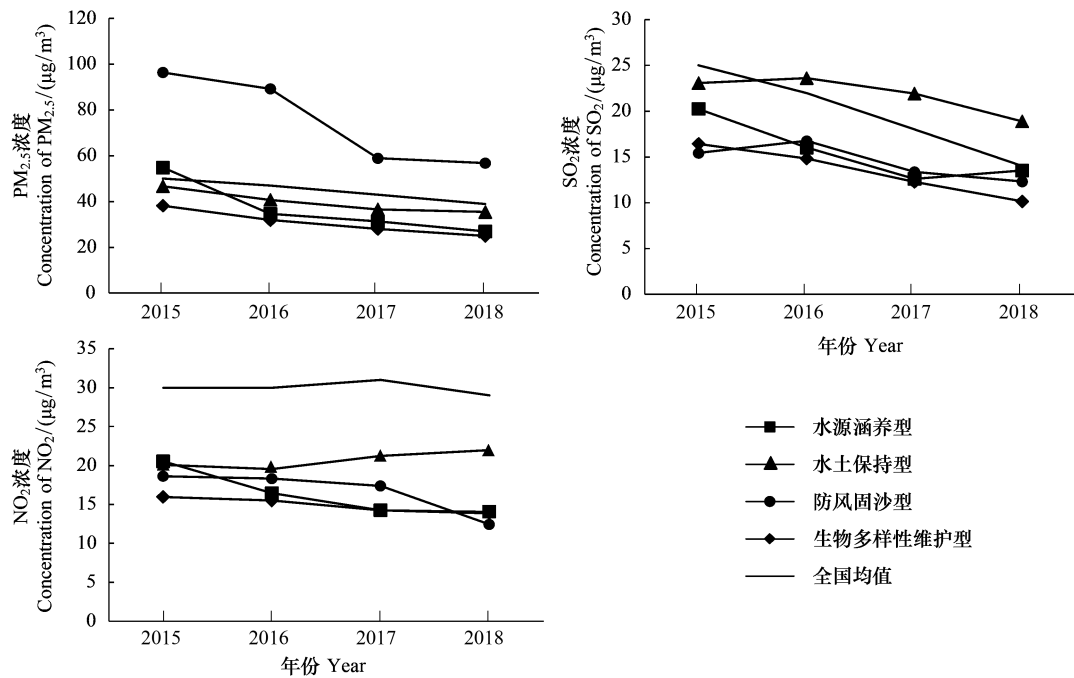 PM2.5浓度
Concentration of PM2.5/(μg/m³)
120
100
80
60
40
20
0
2015 2016 2017 2018
SO2浓度
Concentration of SO2/(μg/m³)
30
25
20
15
10
5
0
2015 2016 2017 2018
年份 Year
NO2浓度
Concentration of NO2/(μg/m³)
35
30
25
20
15
10
5
0
2015 2016 2017 2018
年份 Year
水源涵养型
水土保持型
防风固沙型
生物多样性维护型
全国均值